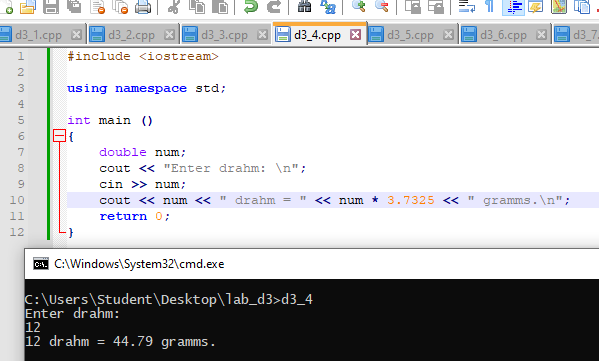 d3_1.cpp d3_2.cpp d3_3.cpp d3_4.cpp d3_5.cpp d3_6.cpp d3_7.
1 #include <iostream>
2
3 using namespace std;
4
5 int main ()
6 {
7 double num;
8 cout << "Enter drahm: \n";
9 cin >> num;
10 cout << num << " drahm = " << num * 3.7325 << " gramms.\n";
11 return 0;
12 }
C:\Windows\System32\cmd.exe
C:\Users\Student\Desktop\lab_d3>d3_4
Enter drahm:
12
12 drahm = 44.79 gramms.